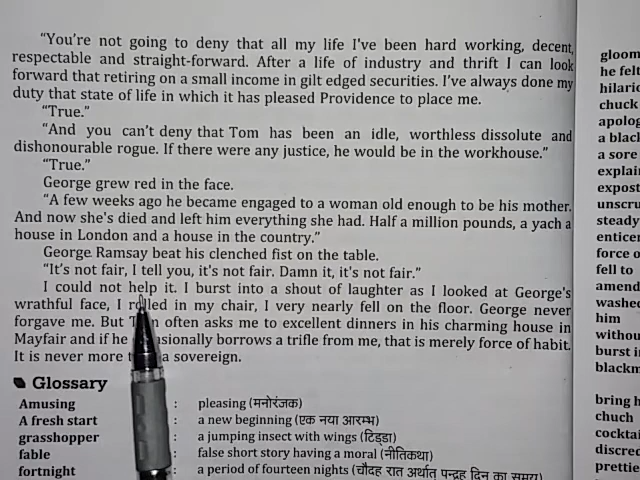 "You're not going to deny that all my life I've been hard working, decent,
respectable and straight-forward. After a life of industry and thrift I can look
forward that retiring on a small income in gilt edged securities. I've always done my
duty that state of life in which it has pleased Providence to place me.
"True."
"And you can't deny that Tom has been an idle, worthless dissolute and
dishonourable rogue. If there were any justice, he would be in the workhouse."
"True."
George grew red in the face.
"A few weeks ago he became engaged to a woman old enough to be his mother.
And now she's died and left him everything she had. Half a million pounds, a yach a
house in London and a house in the country."
George Ramsay beat his clenched fist on the table.
"It's not fair, I tell you, it's not fair. Damn it, it's not fair."
I could not help it. I burst into a shout of laughter as I looked at George's
wrathful face, I rolled in my chair, I very nearly fell on the floor. George never
forgave me. But often asks me to excellent dinners in his charming house in
Mayfair and if he borrows a trifle from me, that is merely force of habit.
It is never more a sovereign.
Glossary
Amusing : pleasing (मनोरंजक)
A fresh start : a new beginning (एक नया आरम्भ)
grasshopper : a jumping insect with wings (टिड्डा)
fable : false short story having a moral (नीतिकथा)
fortnight : a period of fourteen nights (चौदह रात अर्थात् पन्द्रह दिन का समय)
gloom
he fel
hilario
chuck
apolog
a blac
a sore
explai
expost
unscru
steady
entice
force o
fell to
amend
washe
him
withou
burst i
blackm
bring h
chuch
cockta
discre
prettie